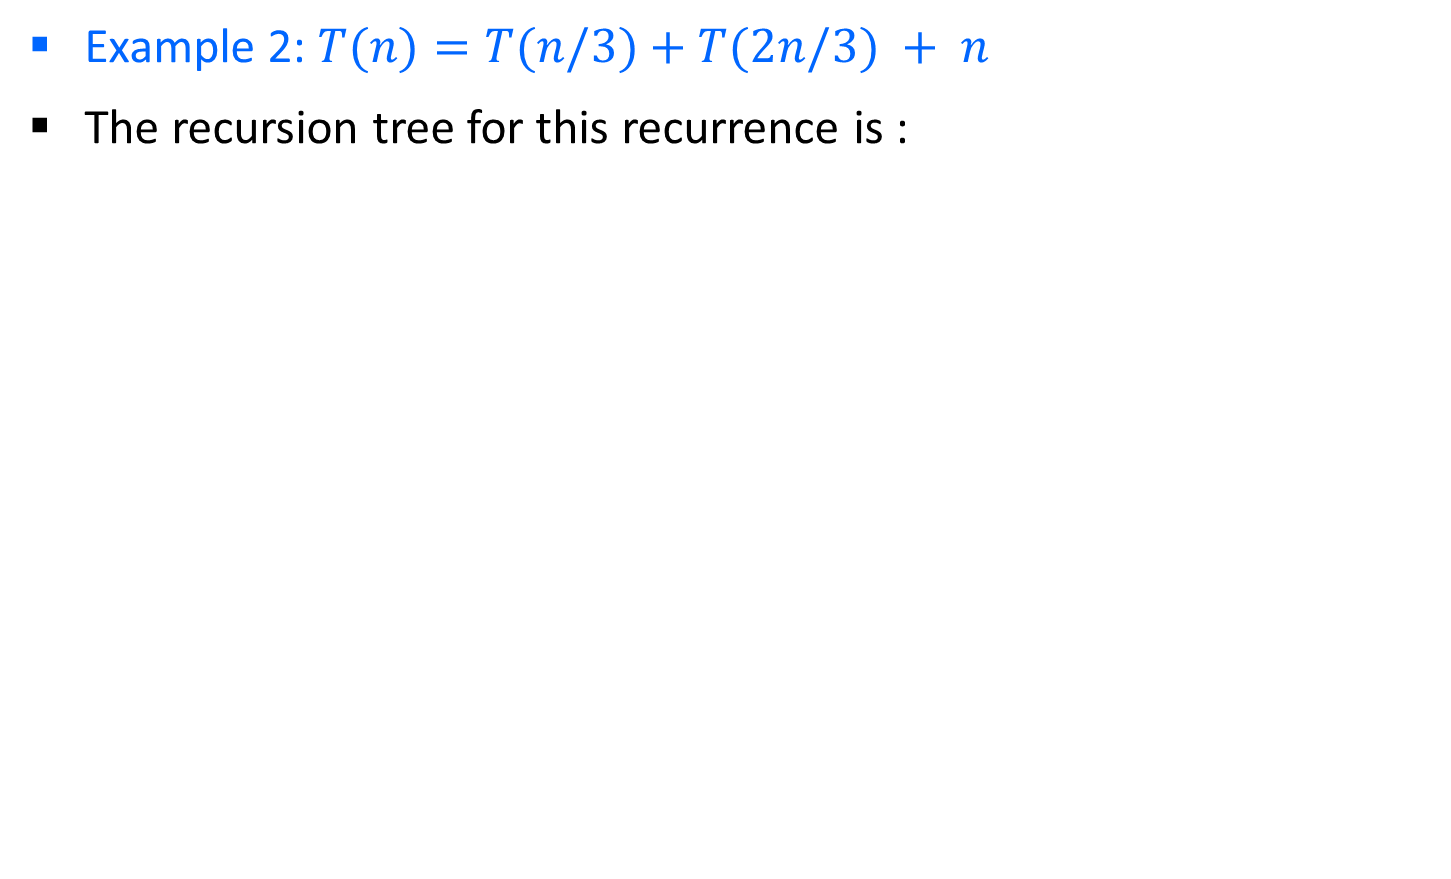 ▪ Example 2: 𝑇(𝑛) = 𝑇(𝑛/3) + 𝑇(2𝑛/3) + 𝑛
▪ The recursion tree for this recurrence is :